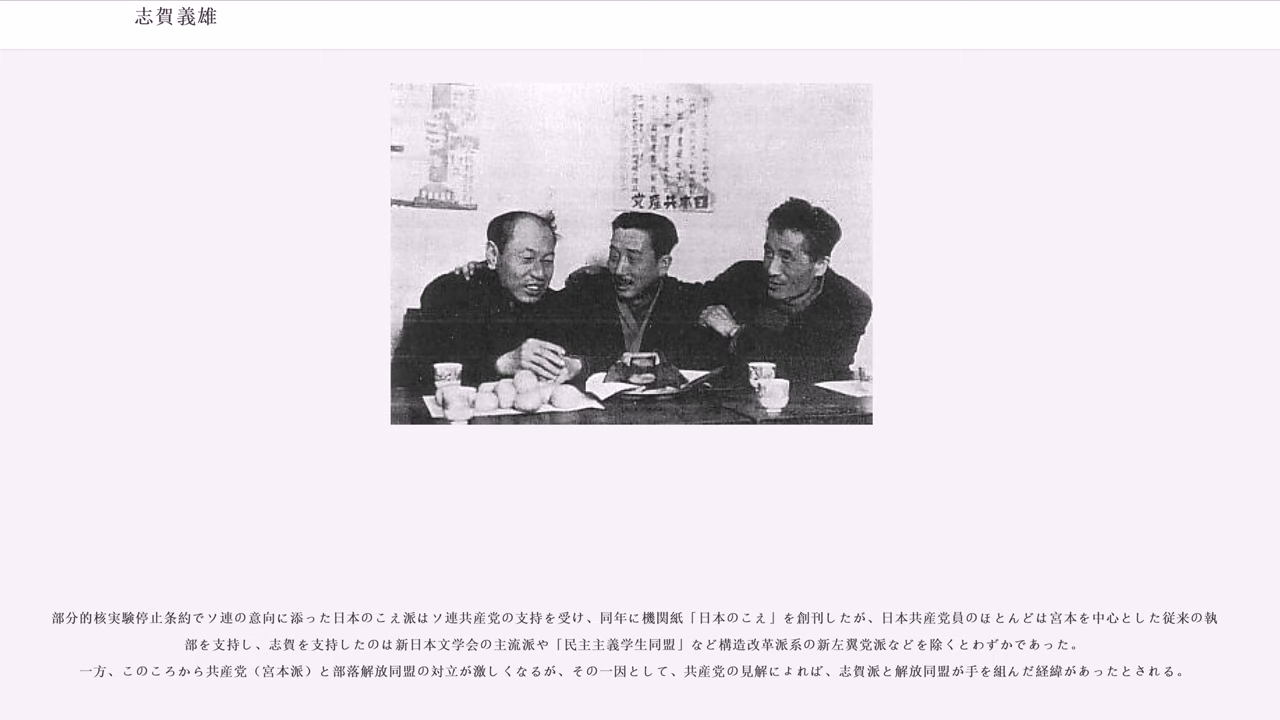 志賀義雄
日本共産党
部分的核実験停止条約でソ連の意向に添った日本のこえ派はソ連共産党の支持を受け、同年に機関紙「日本のこえ」を創刊したが、日本共産党員のほとんどは宮本を中心とした従来の執
部を支持し、志賀を支持したのは新日本文学会の主流派や「民主主義学生同盟」など構造改革派系の新左翼党派などを除くとわずかであった。
一方、このころから共産党（宮本派）と部落解放同盟の対立が激しくなるが、その一因として、共産党の見解によれば、志賀派と解放同盟が手を組んだ経緯があったとされる。